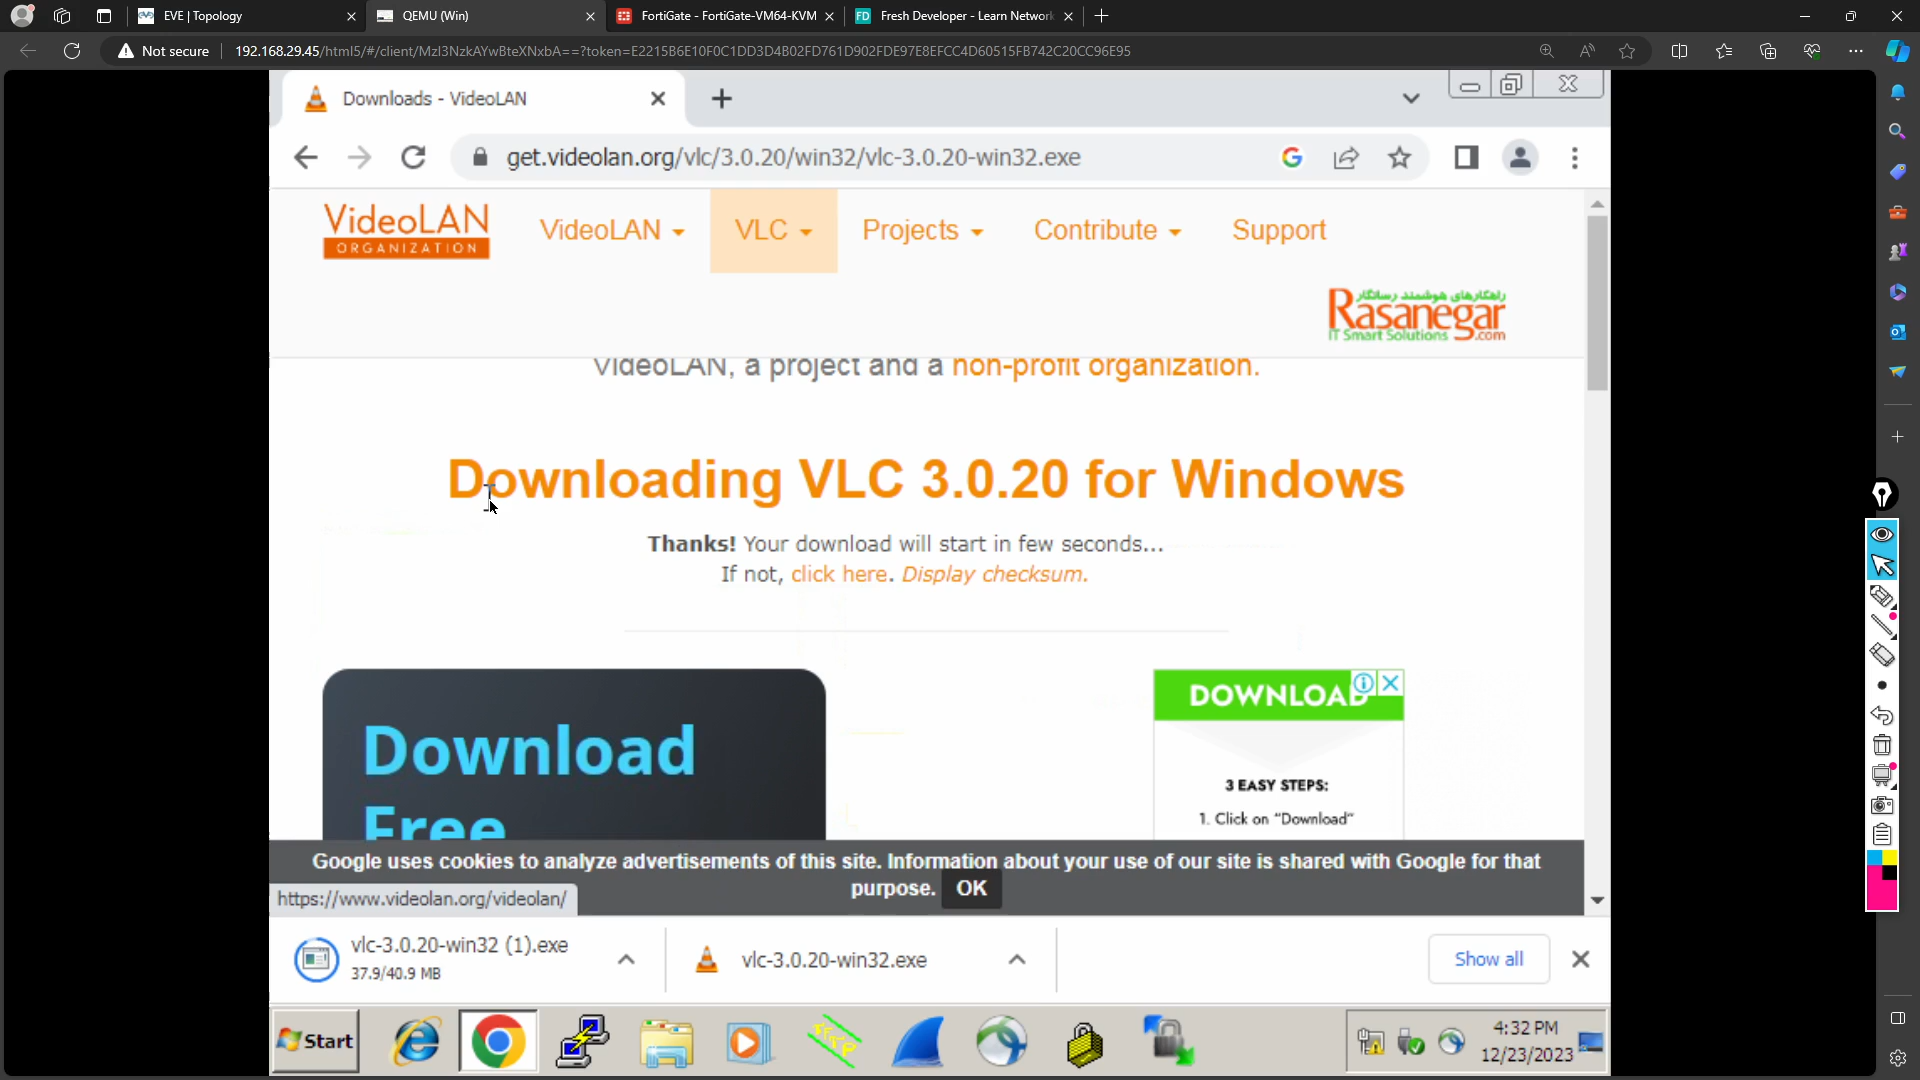 EVE | Topology
QEMU (Win)
FortiGate - FortiGate-VM64-KVM
FD Fresh Developer - Learn Network
Not secure
192.168.29.45/html5/#/client/MzI3NzkAYwBteXNxbA==?token=E2215B6E10F0C1DD3D4B02FD761D902FDE97E8EFCC4D60515FB742C20CC96E95
Downloads - VideoLAN
get.videolan.org/vlc/3.0.20/win32/vlc-3.0.20-win32.exe
VideoLAN
ORGANIZATION
VideoLAN
VLC
Projects
Contribute
Support
راهکارهای هوشمند رسانگار
Rasanegar
IT Smart Solutions .com
VideoLAN, a project and a non-profit organization.
Downloading VLC 3.0.20 for Windows
Thanks! Your download will start in few seconds...
If not, click here. Display checksum.
Download
Free
DOWNLOAD
3 EASY STEPS:
1. Click on "Download"
Google uses cookies to analyze advertisements of this site. Information about your use of our site is shared with Google for that
purpose. OK
https://www.videolan.org/videolan/
vlc-3.0.20-win32 (1).exe
37.9/40.9 MB
vlc-3.0.20-win32.exe
Show all
Start
TFTP
4:32 PM
12/23/2023